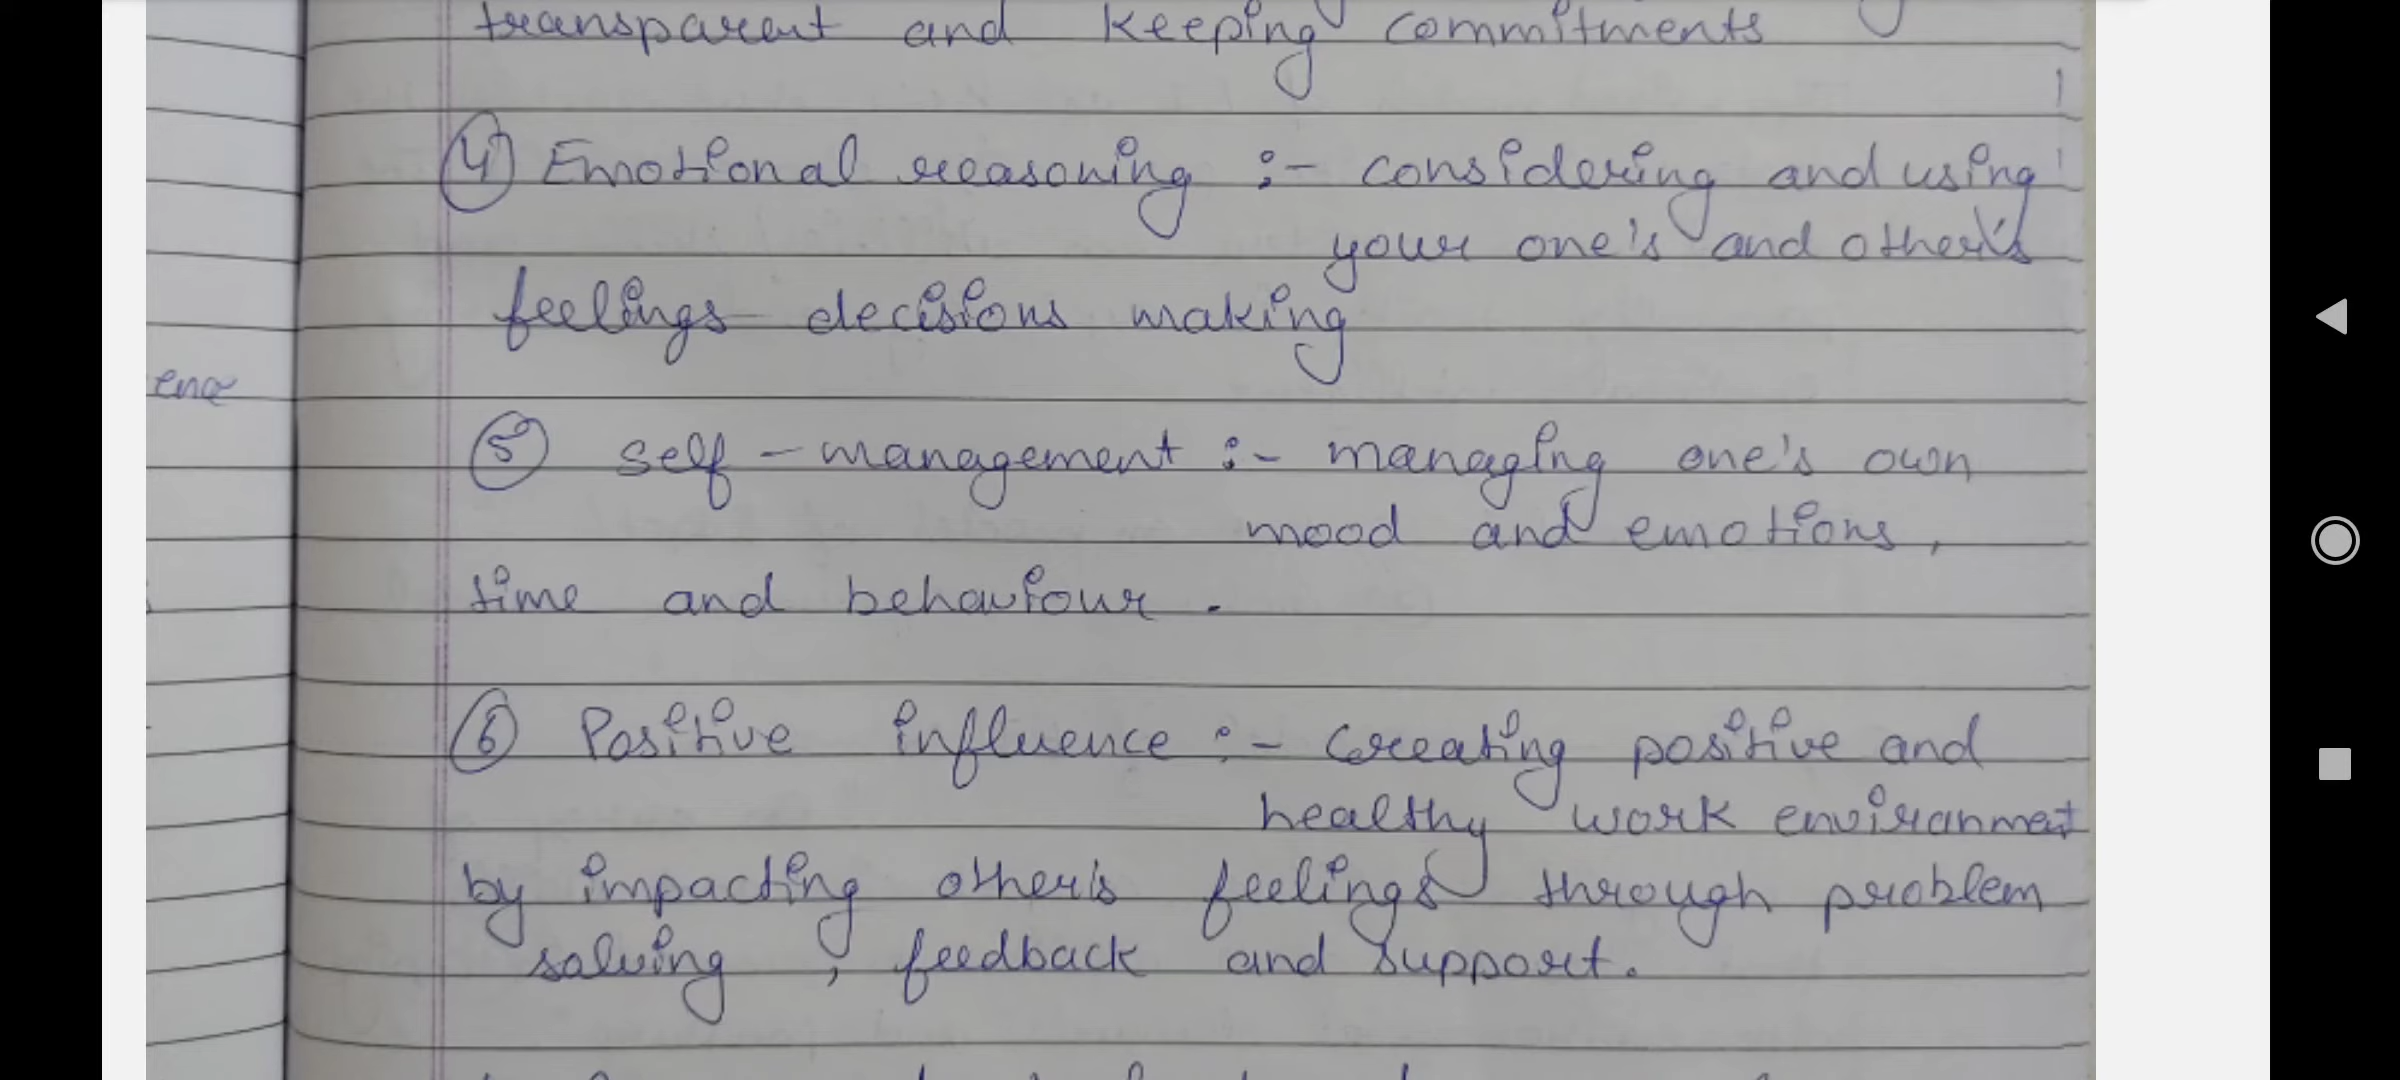 transparent and keeping commitments
④ Emotional reasoning :- considering and using
your one's and other's
feelings decisions making
⑤ self - management :- managing one's own
mood and emotions,
time and behaviour.
⑥ Positive influence :- creating positive and
healthy work environment
by impacting other's feelings through problem
solving, feedback and support.